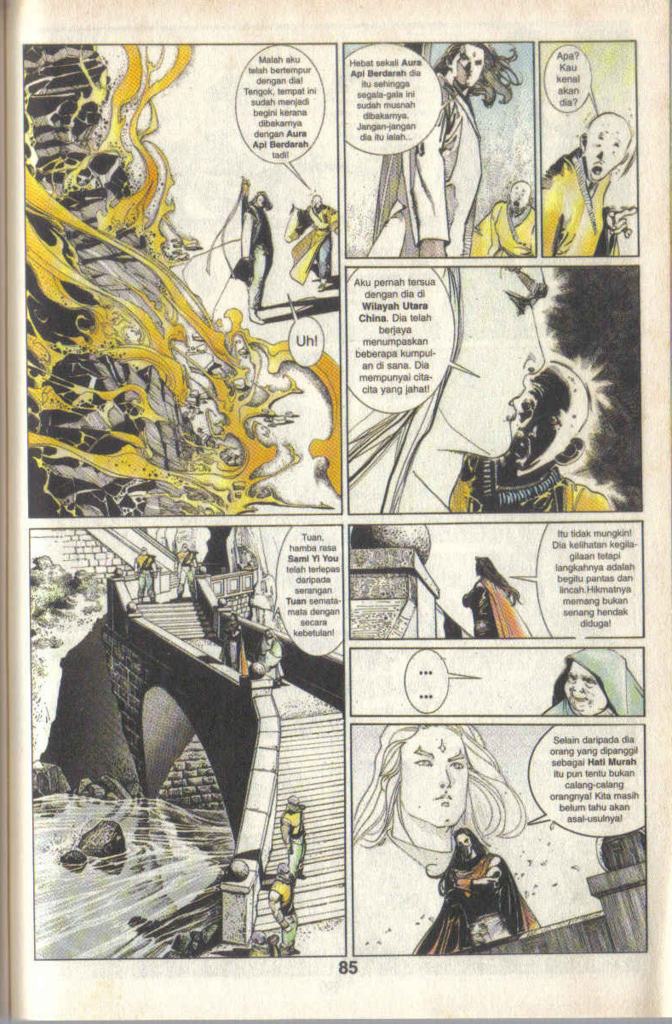 Malah aku
telah bertempur
dengan dia!
Tengok, tempat ini
sudah menjadi
begini kerana
dibakarnya
dengan Aura
Api Berdarah
tadi!
Uh!
Hebat sekali Aura
Api Berdarah dia
itu sehingga
segala-gala ini
sudah musnah
dibakarnya.
Jangan-jangan
dia itu ialah...
Apa?
Kau
kenal
akan
dia?
Aku pernah tersua
dengan dia di
Wilayah Utara
China. Dia telah
berjaya
menumpaskan
beberapa kumpul-
an di sana. Dia
mempunyai cita-
cita yang jahat!
Tuan,
hamba rasa
Sami Yi You
telah terlepas
daripada
serangan
Tuan semata-
mata dengan
secara
kebetulan!
Itu tidak mungkin!
Dia kelihatan kegila-
gilaan tetapi
langkahnya adalah
begitu pantas dan
lincah.Hikmatnya
memang bukan
senang hendak
diduga!
...
...
Selain daripada dia
orang yang dipanggil
sebagai Hati Murah
itu pun tentu bukan
calang-calang
orangnya! Kita masih
belum tahu akan
asal-usulnya!
85